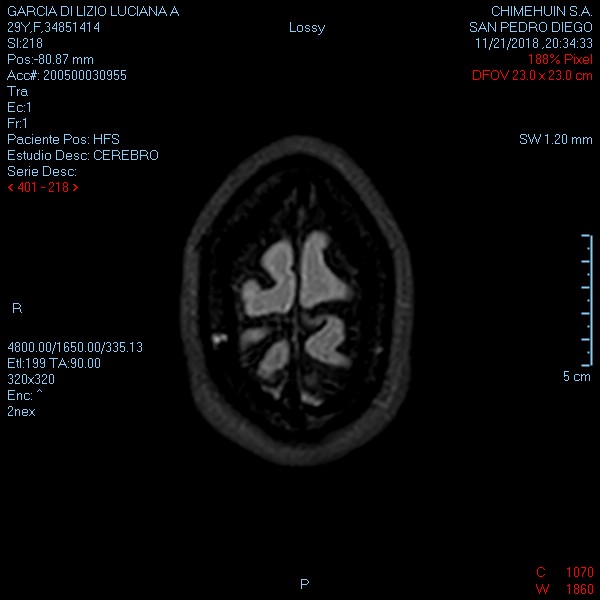 GARCIA DI LIZIO LUCIANA A
29Y,F,34851414
Sl:218
Pos:-80.87 mm
Acc#: 200500030955
Tra
Ec:1
Fr:1
Paciente Pos: HFS
Estudio Desc: CEREBRO
Serie Desc:
< 401 - 218 >
Lossy
CHIMEHUIN S.A.
SAN PEDRO DIEGO
11/21/2018 ,20:34:33
188% Pixel
DFOV 23.0 x 23.0 cm
SW 1.20 mm
R
4800.00/1650.00/335.13
Etl:199 TA:90.00
320x320
Enc: ^
2nex
5 cm
P
C 1070
W 1860